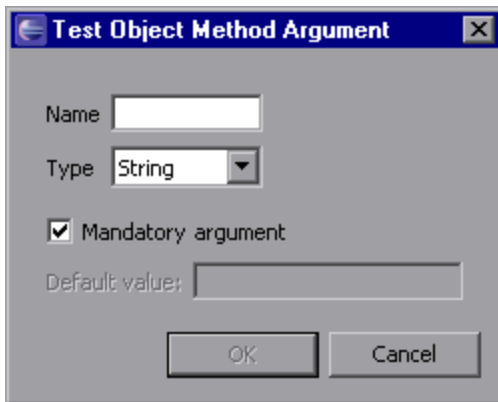 Test Object Method Argument
Name
Type String
Mandatory argument
Default value:
OK Cancel